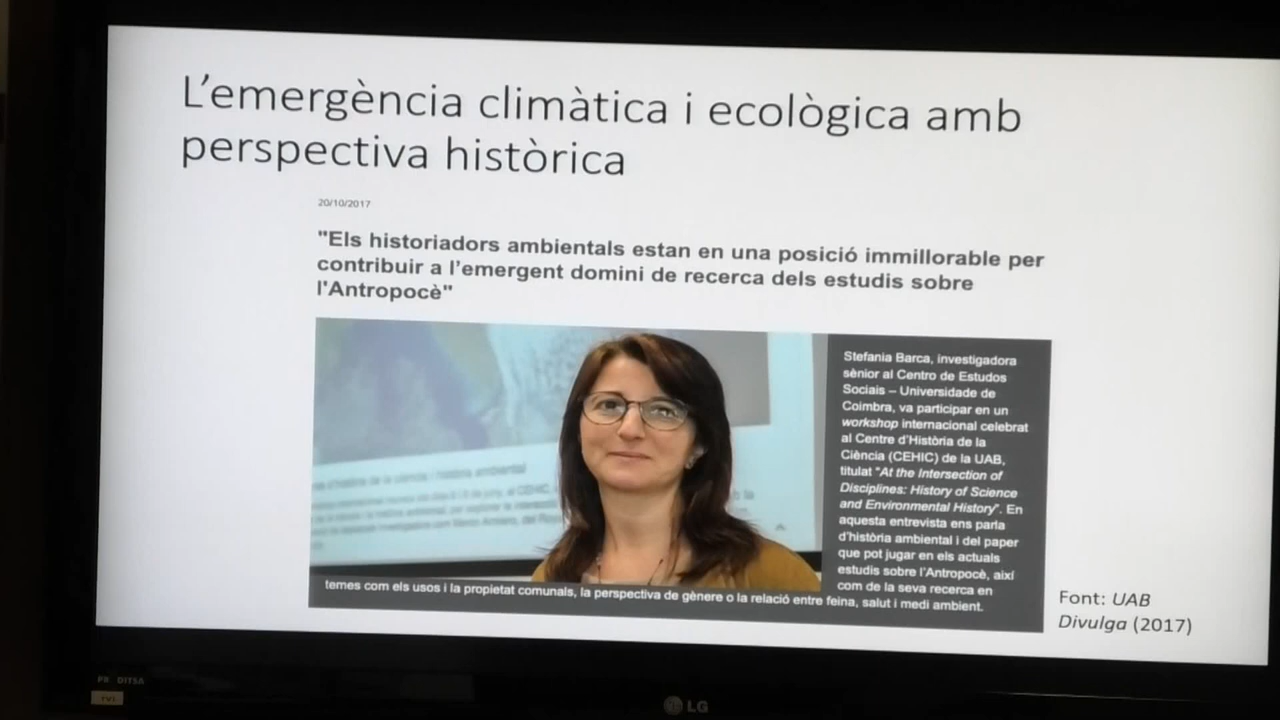 L'emergència climàtica i ecològica amb
perspectiva històrica
20/10/2017
"Els historiadors ambientals estan en una posició immillorable per
contribuir a l'emergent domini de recerca dels estudis sobre
l'Antropocè"
Stefania Barca, investigadora
sènior al Centro de Estudos
Sociais – Universidade de
Coimbra, va participar en un
workshop internacional celebrat
al Centre d'Història de la
Ciència (CEHIC) de la UAB,
titulat "At the Intersection of
Disciplines: History of Science
and Environmental History". En
aquesta entrevista ens parla
d'història ambiental i del paper
que pot jugar en els actuals
estudis sobre l'Antropocè, així
com de la seva recerca en
temes com els usos i la propietat comunals, la perspectiva de gènere o la relació entre feina, salut i medi ambient.
Font: UAB
Divulga (2017)
DITSA
LG